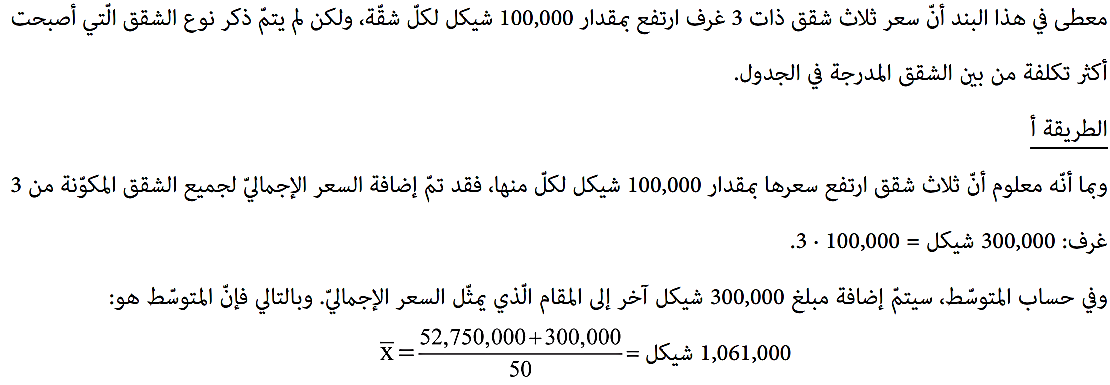 معطى في هذا البند أنّ سعر ثلاث شقق ذات 3 غرف ارتفع بمقدار 100,000 شيكل لكلّ شقّة، ولكن لم يتمّ ذكر نوع الشقق الّتي أصبحت
أكثر تكلفة من بين الشقق المدرجة في الجدول.
الطريقة أ
وبما أنّه معلوم أنّ ثلاث شقق ارتفع سعرها بمقدار 100,000 شيكل لكلّ منها، فقد تمّ إضافة السعر الإجماليّ لجميع الشقق المكوّنة من 3
غرف: 300,000 شيكل = 100,000 · 3.
وفي حساب المتوسّط، سيتمّ إضافة مبلغ 300,000 شيكل آخر إلى المقام الّذي يمثّل السعر الإجماليّ. وبالتالي فإنّ المتوسّط هو:
x̄ = (52,750,000+300,000)/50 = 1,061,000 شيكل